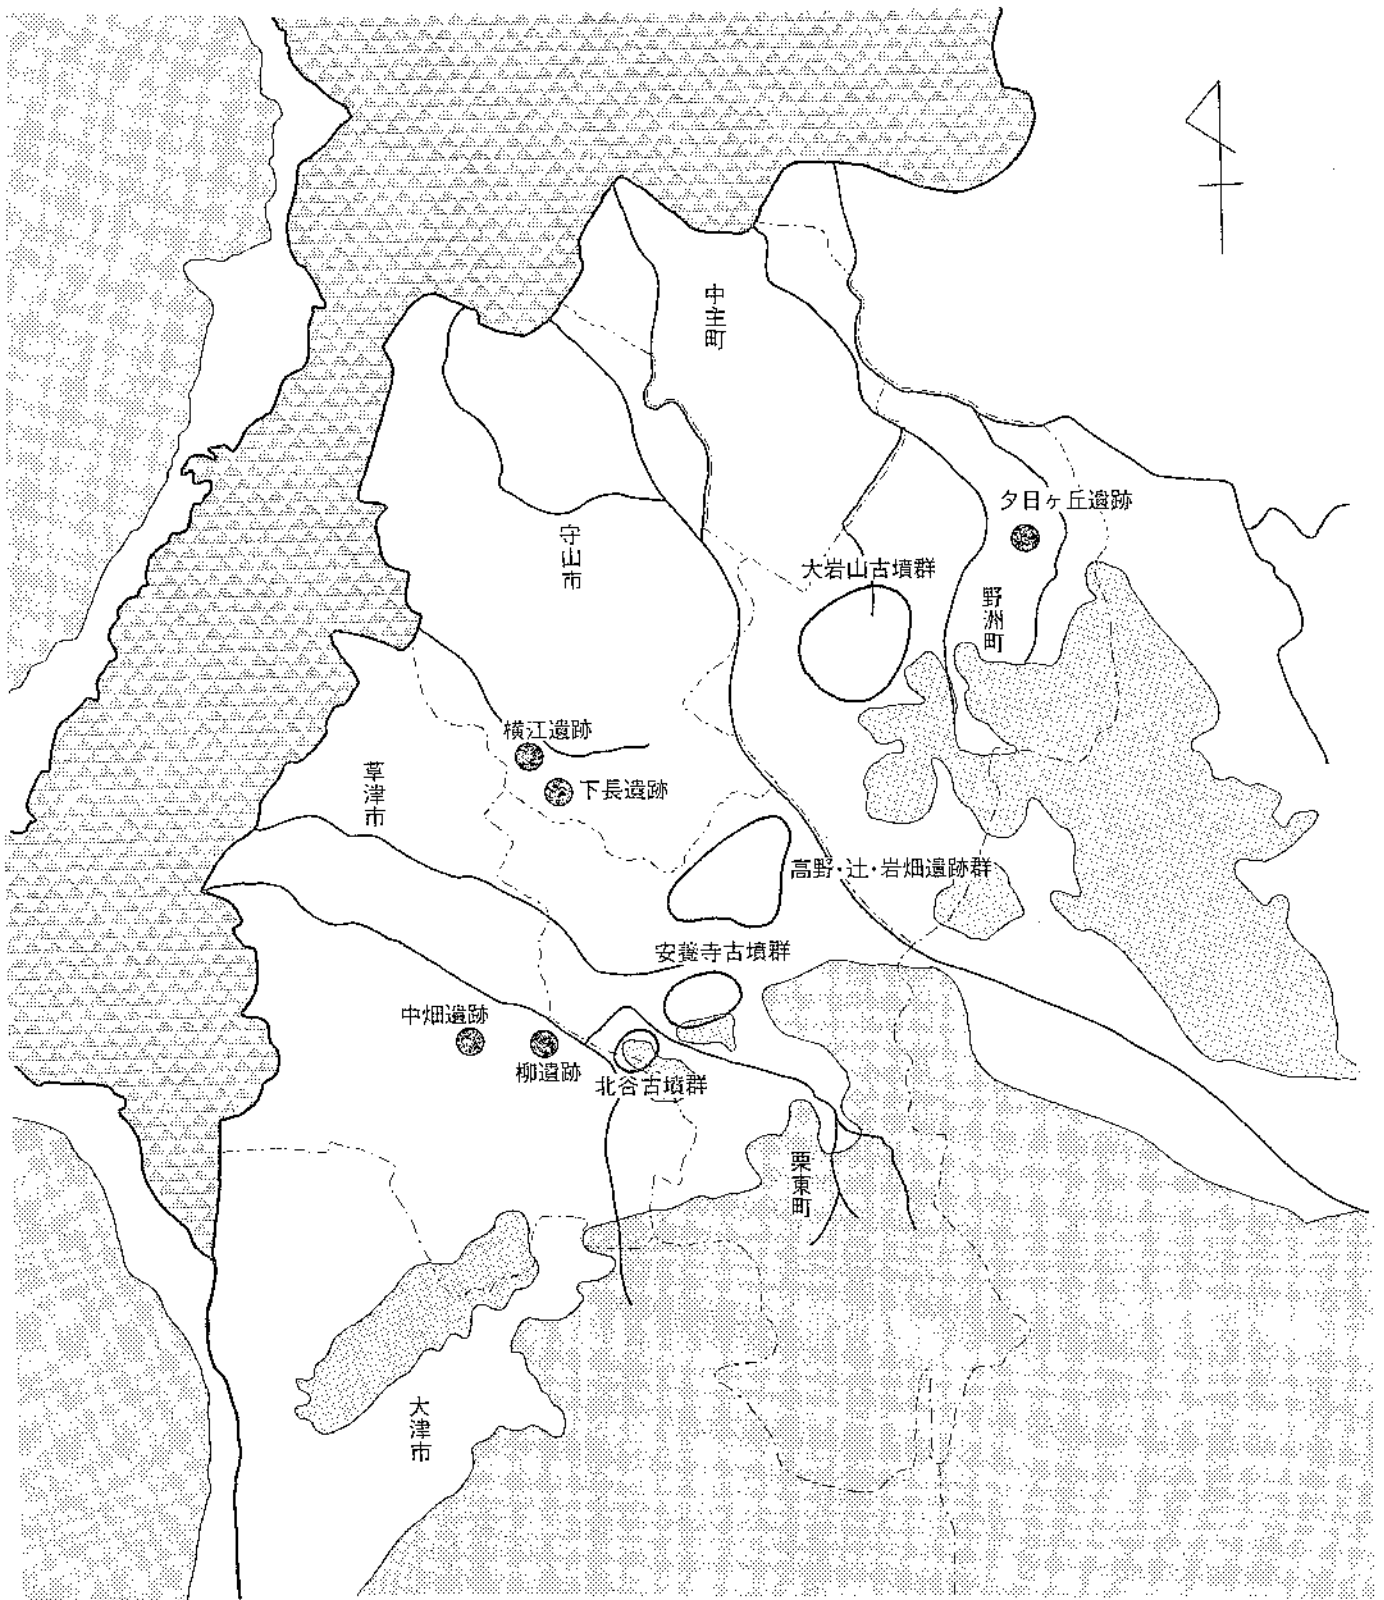 中主町
夕日ヶ丘遺跡
守山市
大岩山古墳群
野洲町
横江遺跡
下長遺跡
草津市
高野・辻・岩畑遺跡群
安養寺古墳群
中畑遺跡
柳遺跡
北谷古墳群
栗東町
大津市